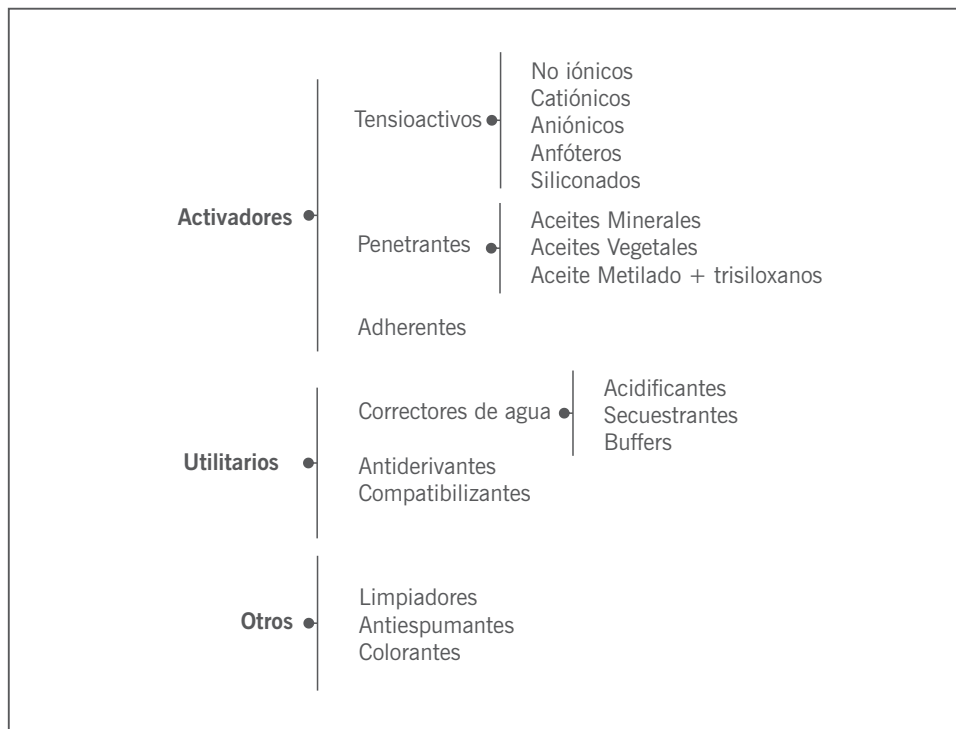 Activadores
Tensioactivos
No iónicos
Catiónicos
Aniónicos
Anfóteros
Siliconados
Penetrantes
Aceites Minerales
Aceites Vegetales
Aceite Metilado + trisiloxanos
Adherentes
Utilitarios
Correctores de agua
Acidificantes
Secuestrantes
Buffers
Antiderivantes
Compatibilizantes
Otros
Limpiadores
Antiespumantes
Colorantes